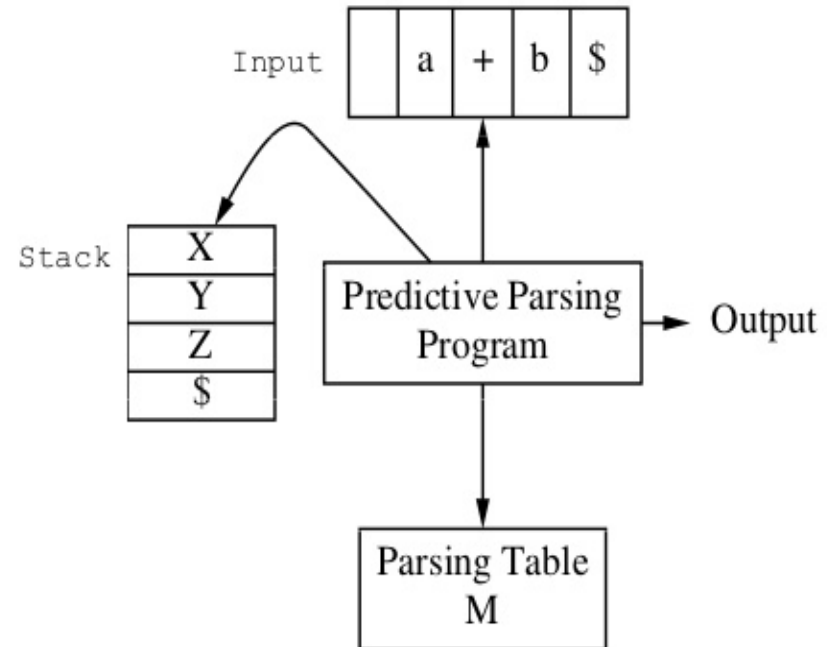 Input a + b $
Stack
X
Y
Z
$
Predictive Parsing
Program
Output
Parsing Table
M